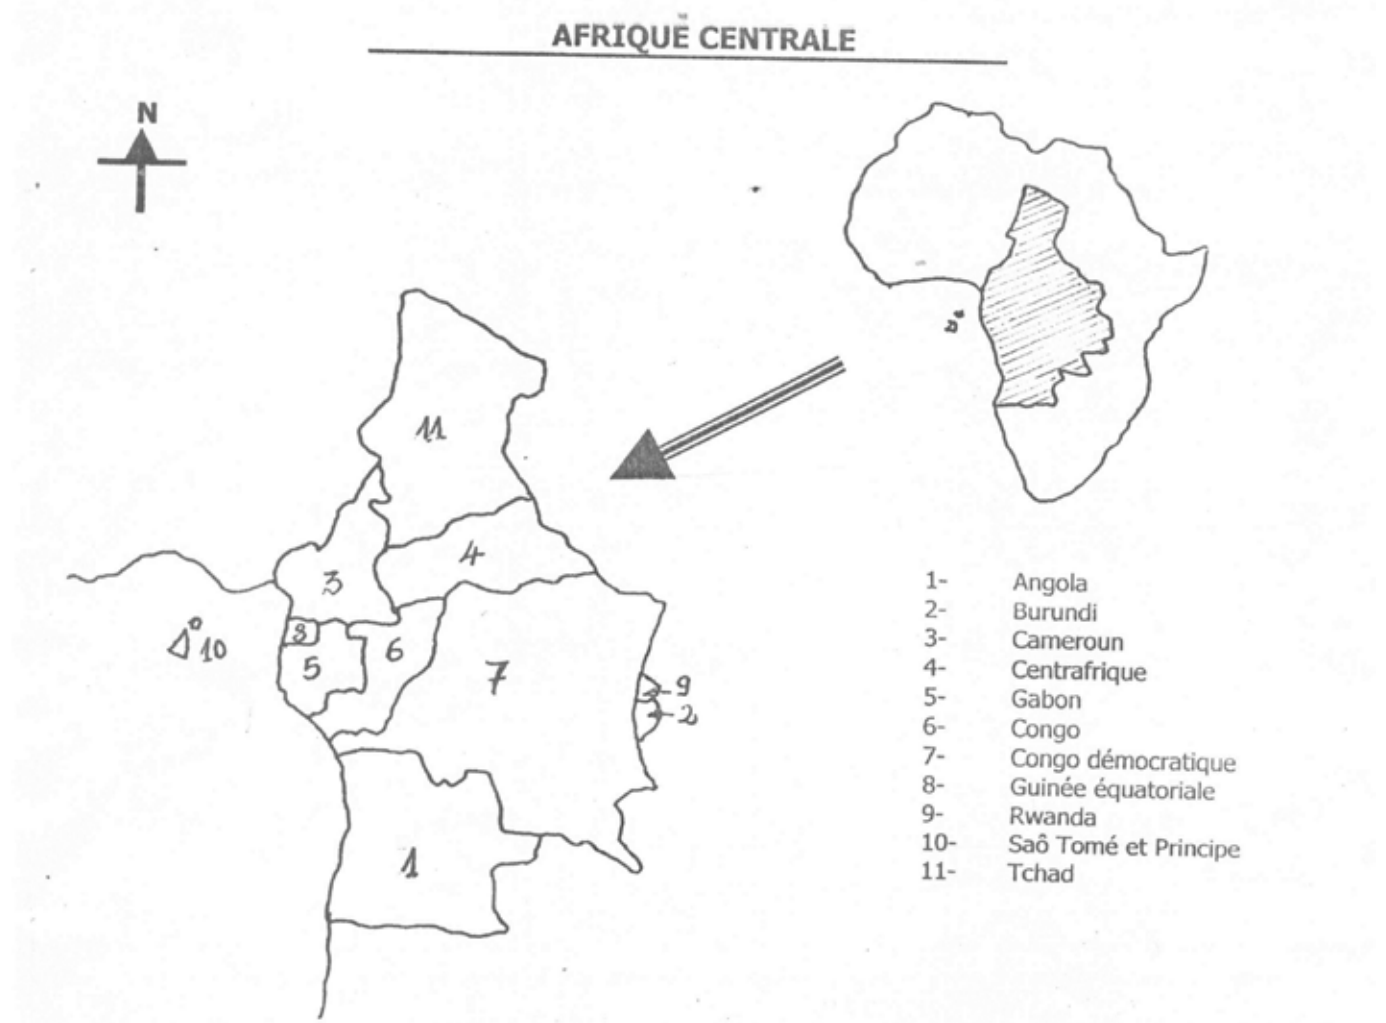 AFRIQUE CENTRALE
N
11
4
3
10
8
5
6
7
9
2
1
1- Angola
2- Burundi
3- Cameroun
4- Centrafrique
5- Gabon
6- Congo
7- Congo démocratique
8- Guinée équatoriale
9- Rwanda
10- Saô Tomé et Principe
11- Tchad